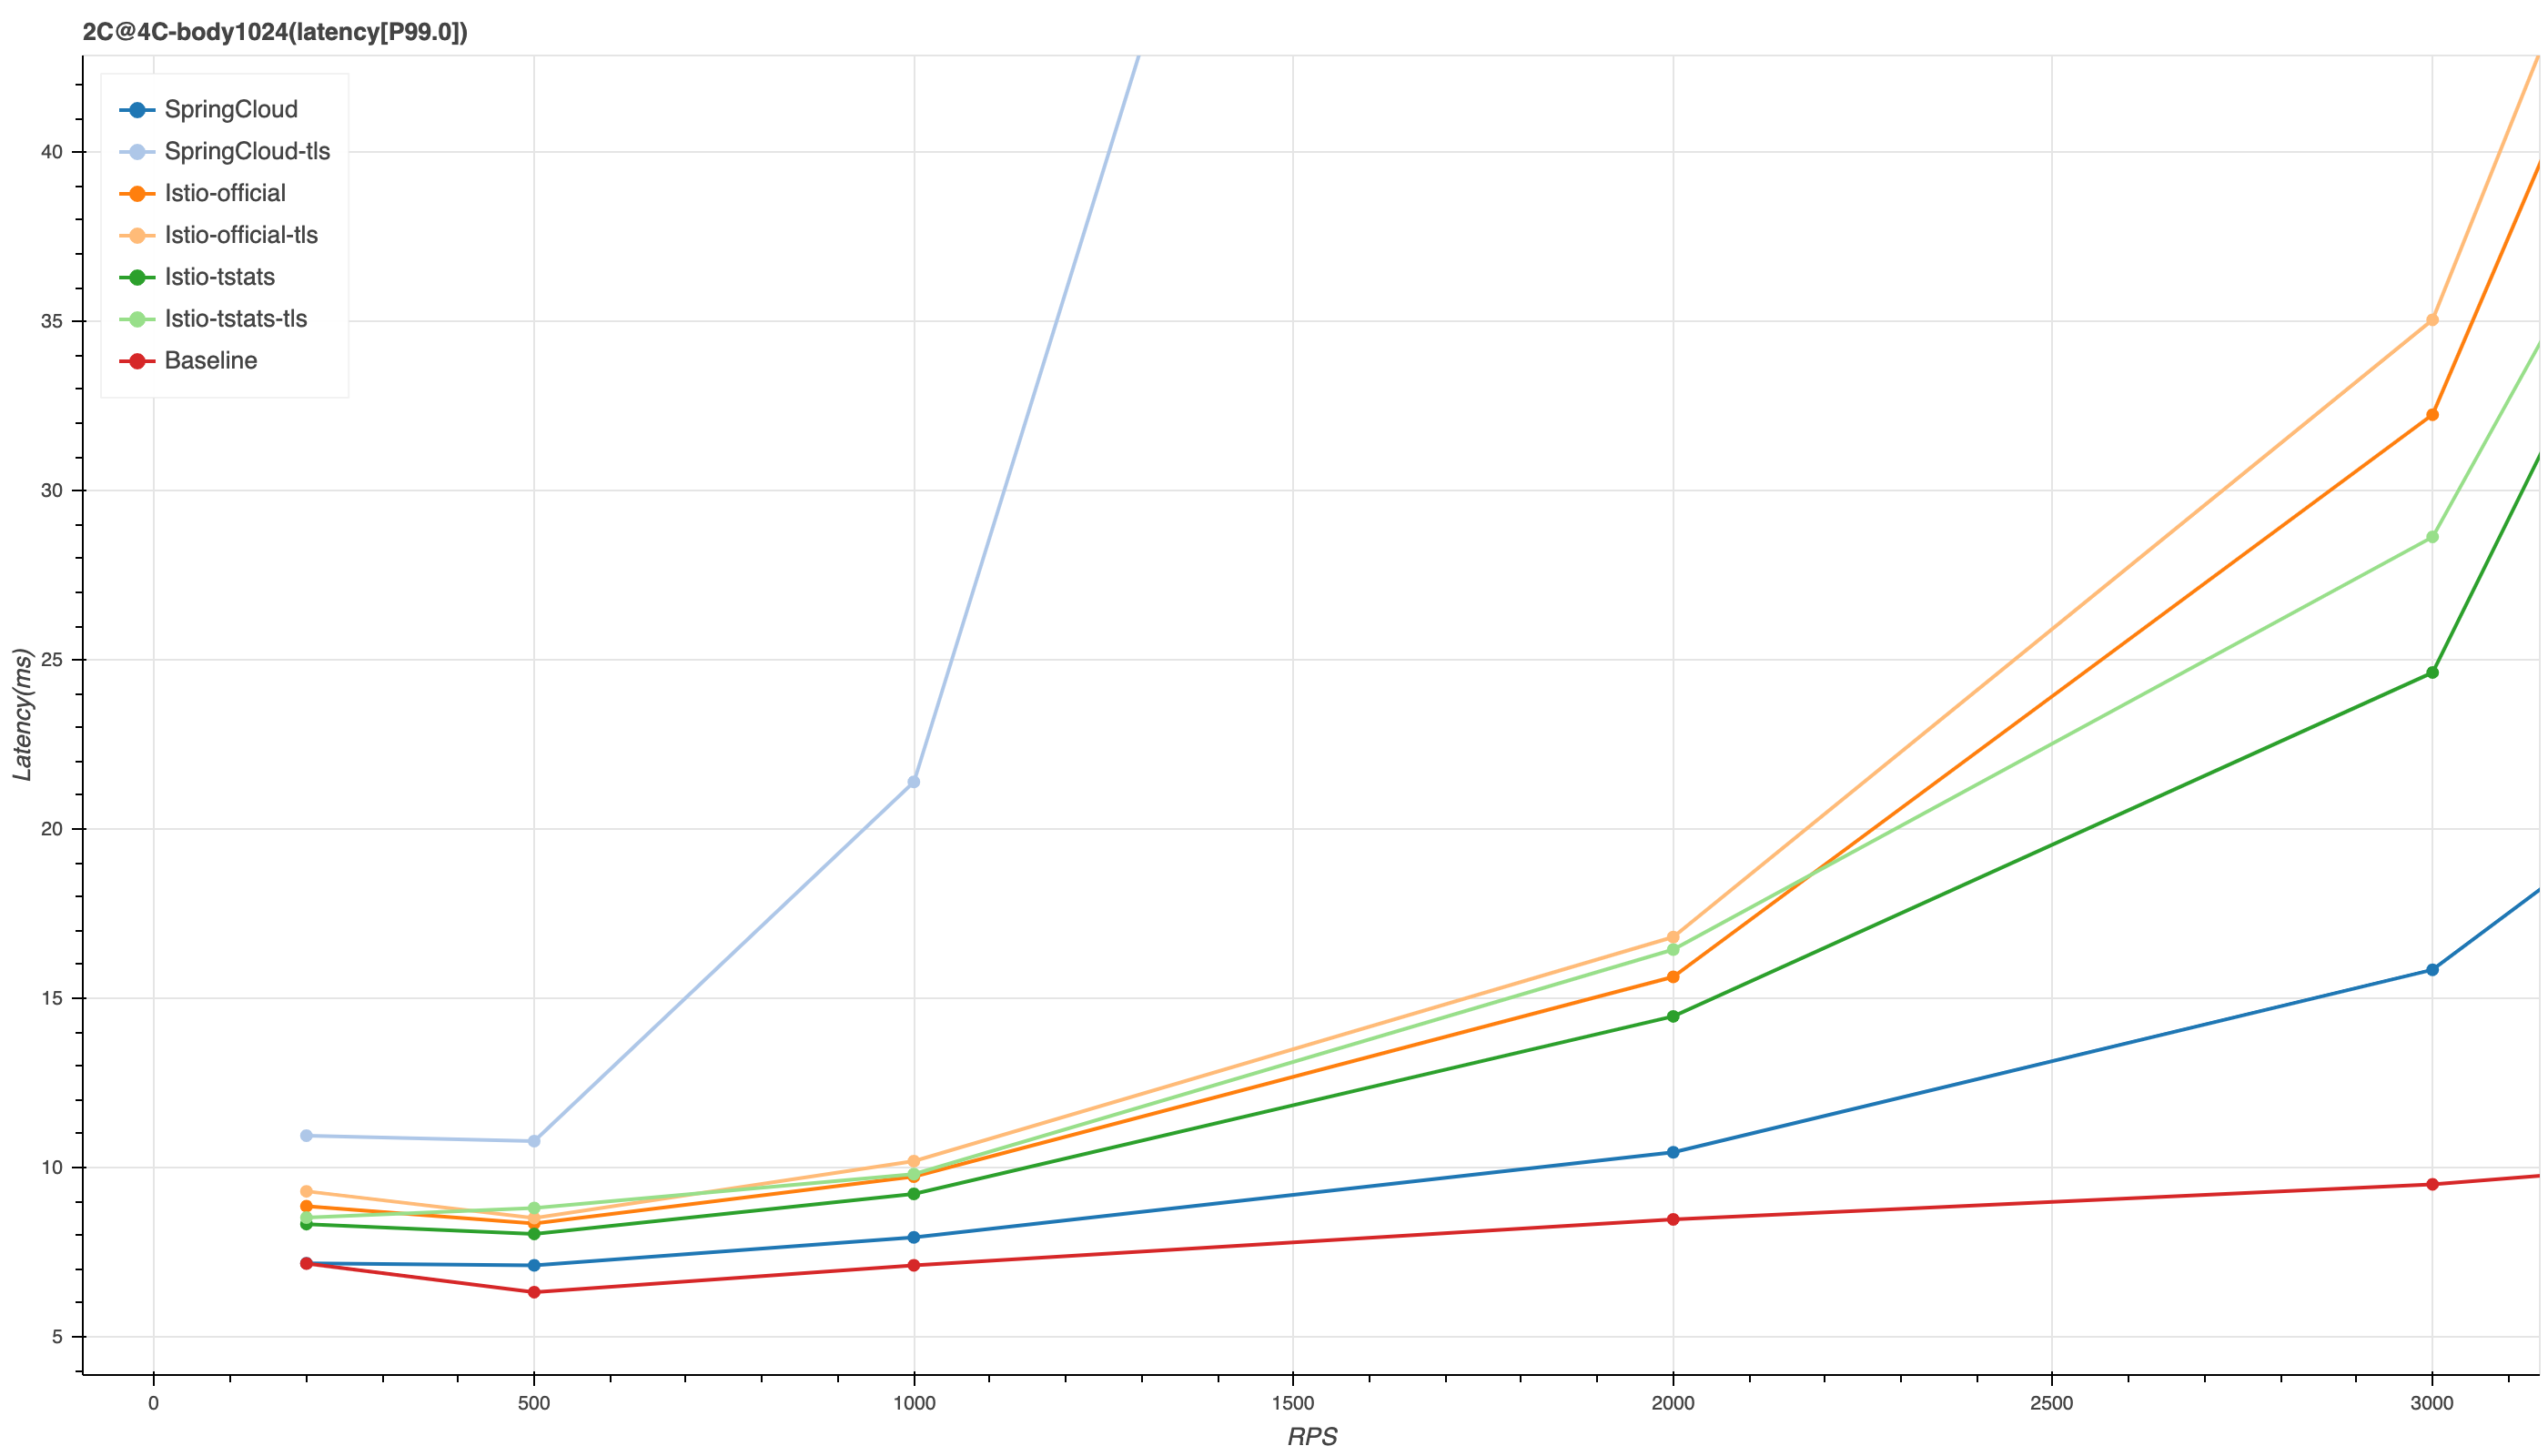 2C@4C-body1024(latency[P99.0])
SpringCloud
SpringCloud-tls
Istio-official
Istio-official-tls
Istio-tstats
Istio-tstats-tls
Baseline
40
35
30
25
20
15
10
5
Latency(ms)
0 500 1000 1500 2000 2500 3000
RPS